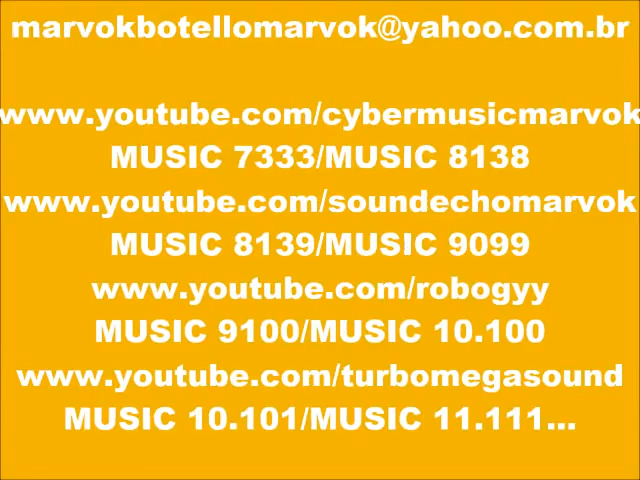 marvokbotellomarvok@yahoo.com.br
www.youtube.com/cybermusicmarvok
MUSIC 7333/MUSIC 8138
www.youtube.com/soundechomarvok
MUSIC 8139/MUSIC 9099
www.youtube.com/robogyy
MUSIC 9100/MUSIC 10.100
www.youtube.com/turbomegasound
MUSIC 10.101/MUSIC 11.111...